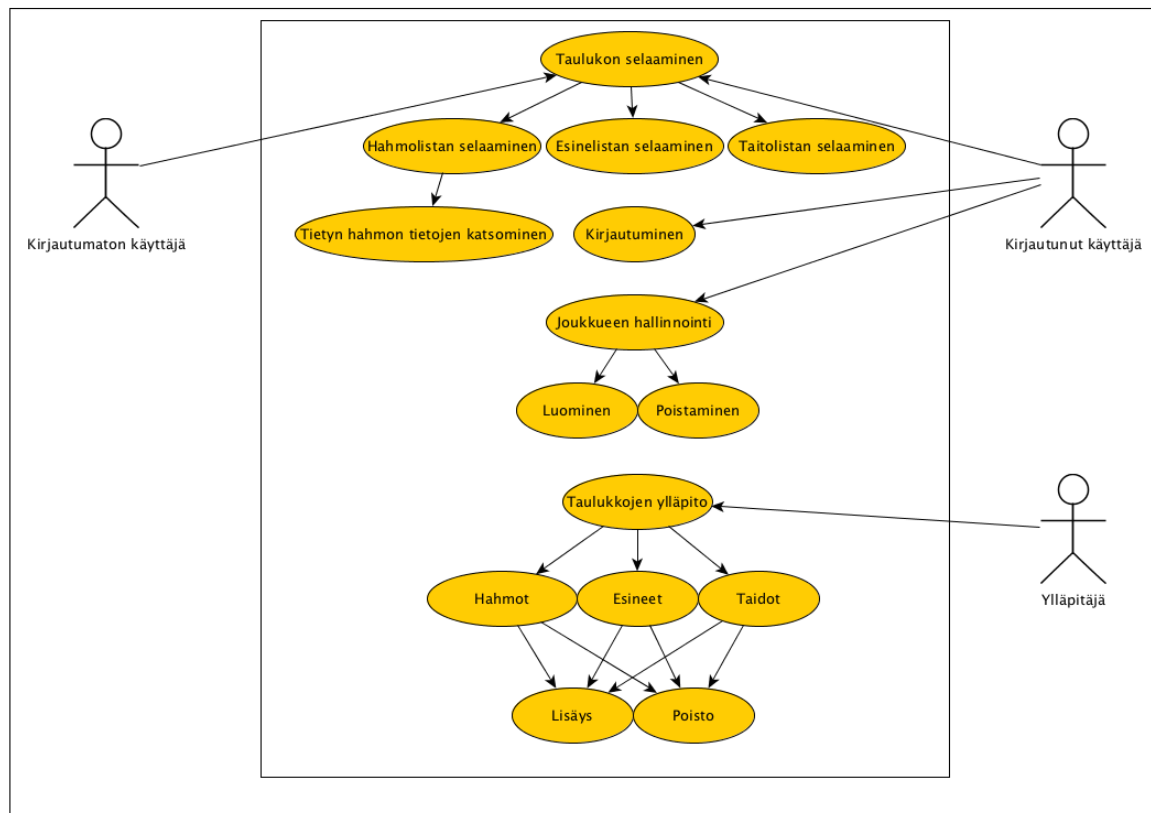 Taulukon selaaminen
Hahmolistan selaaminen
Esinelistan selaaminen
Taitolistan selaaminen
Tietyn hahmon tietojen katsominen
Kirjautuminen
Kirjautumaton käyttäjä
Kirjautunut käyttäjä
Joukkueen hallinnointi
Luominen
Poistaminen
Taulukkojen ylläpito
Hahmot
Esineet
Taidot
Ylläpitäjä
Lisäys
Poisto